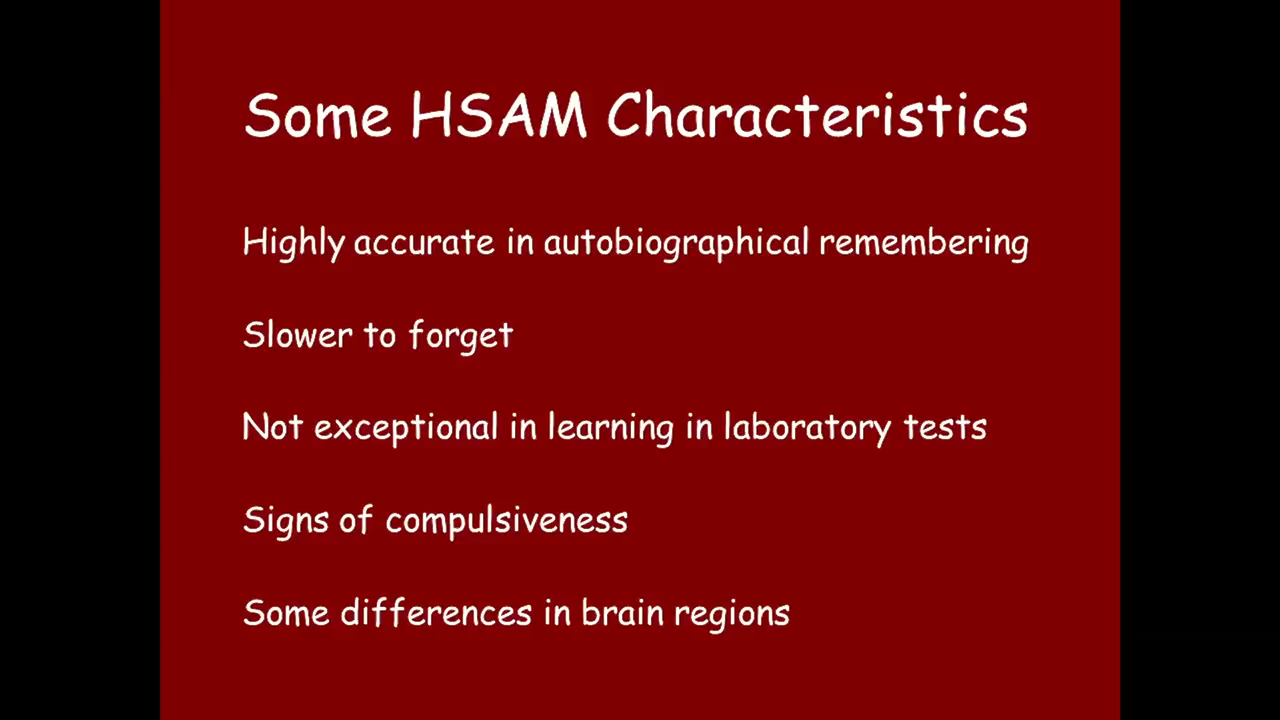 Some HSAM Characteristics
Highly accurate in autobiographical remembering
Slower to forget
Not exceptional in learning in laboratory tests
Signs of compulsiveness
Some differences in brain regions